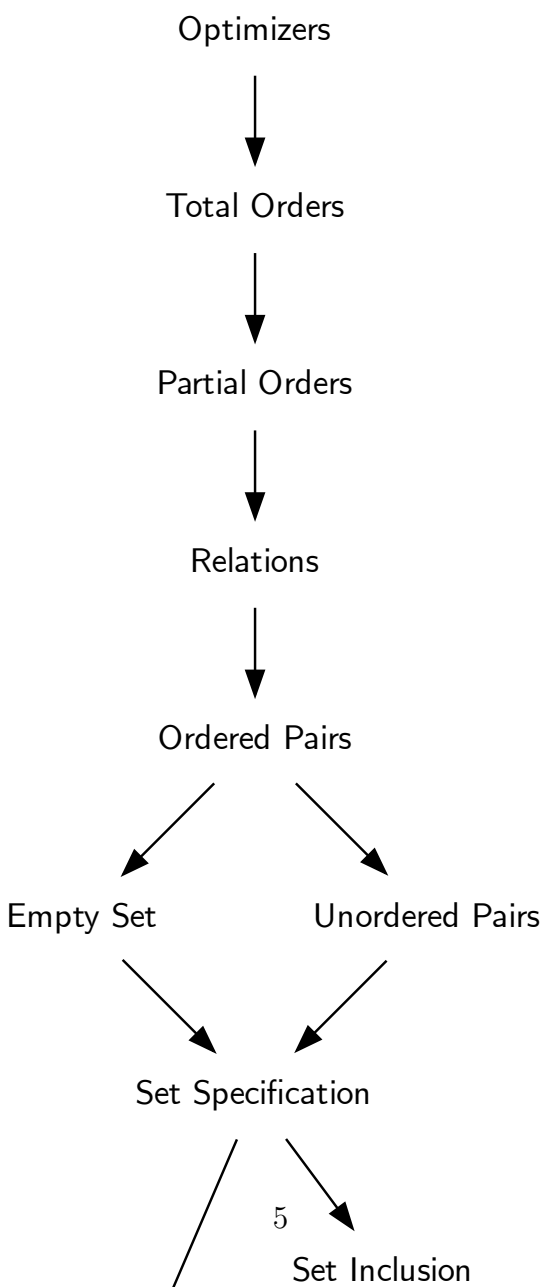 Optimizers
Total Orders
Partial Orders
Relations
Ordered Pairs
Empty Set
Unordered Pairs
Set Specification
5
Set Inclusion